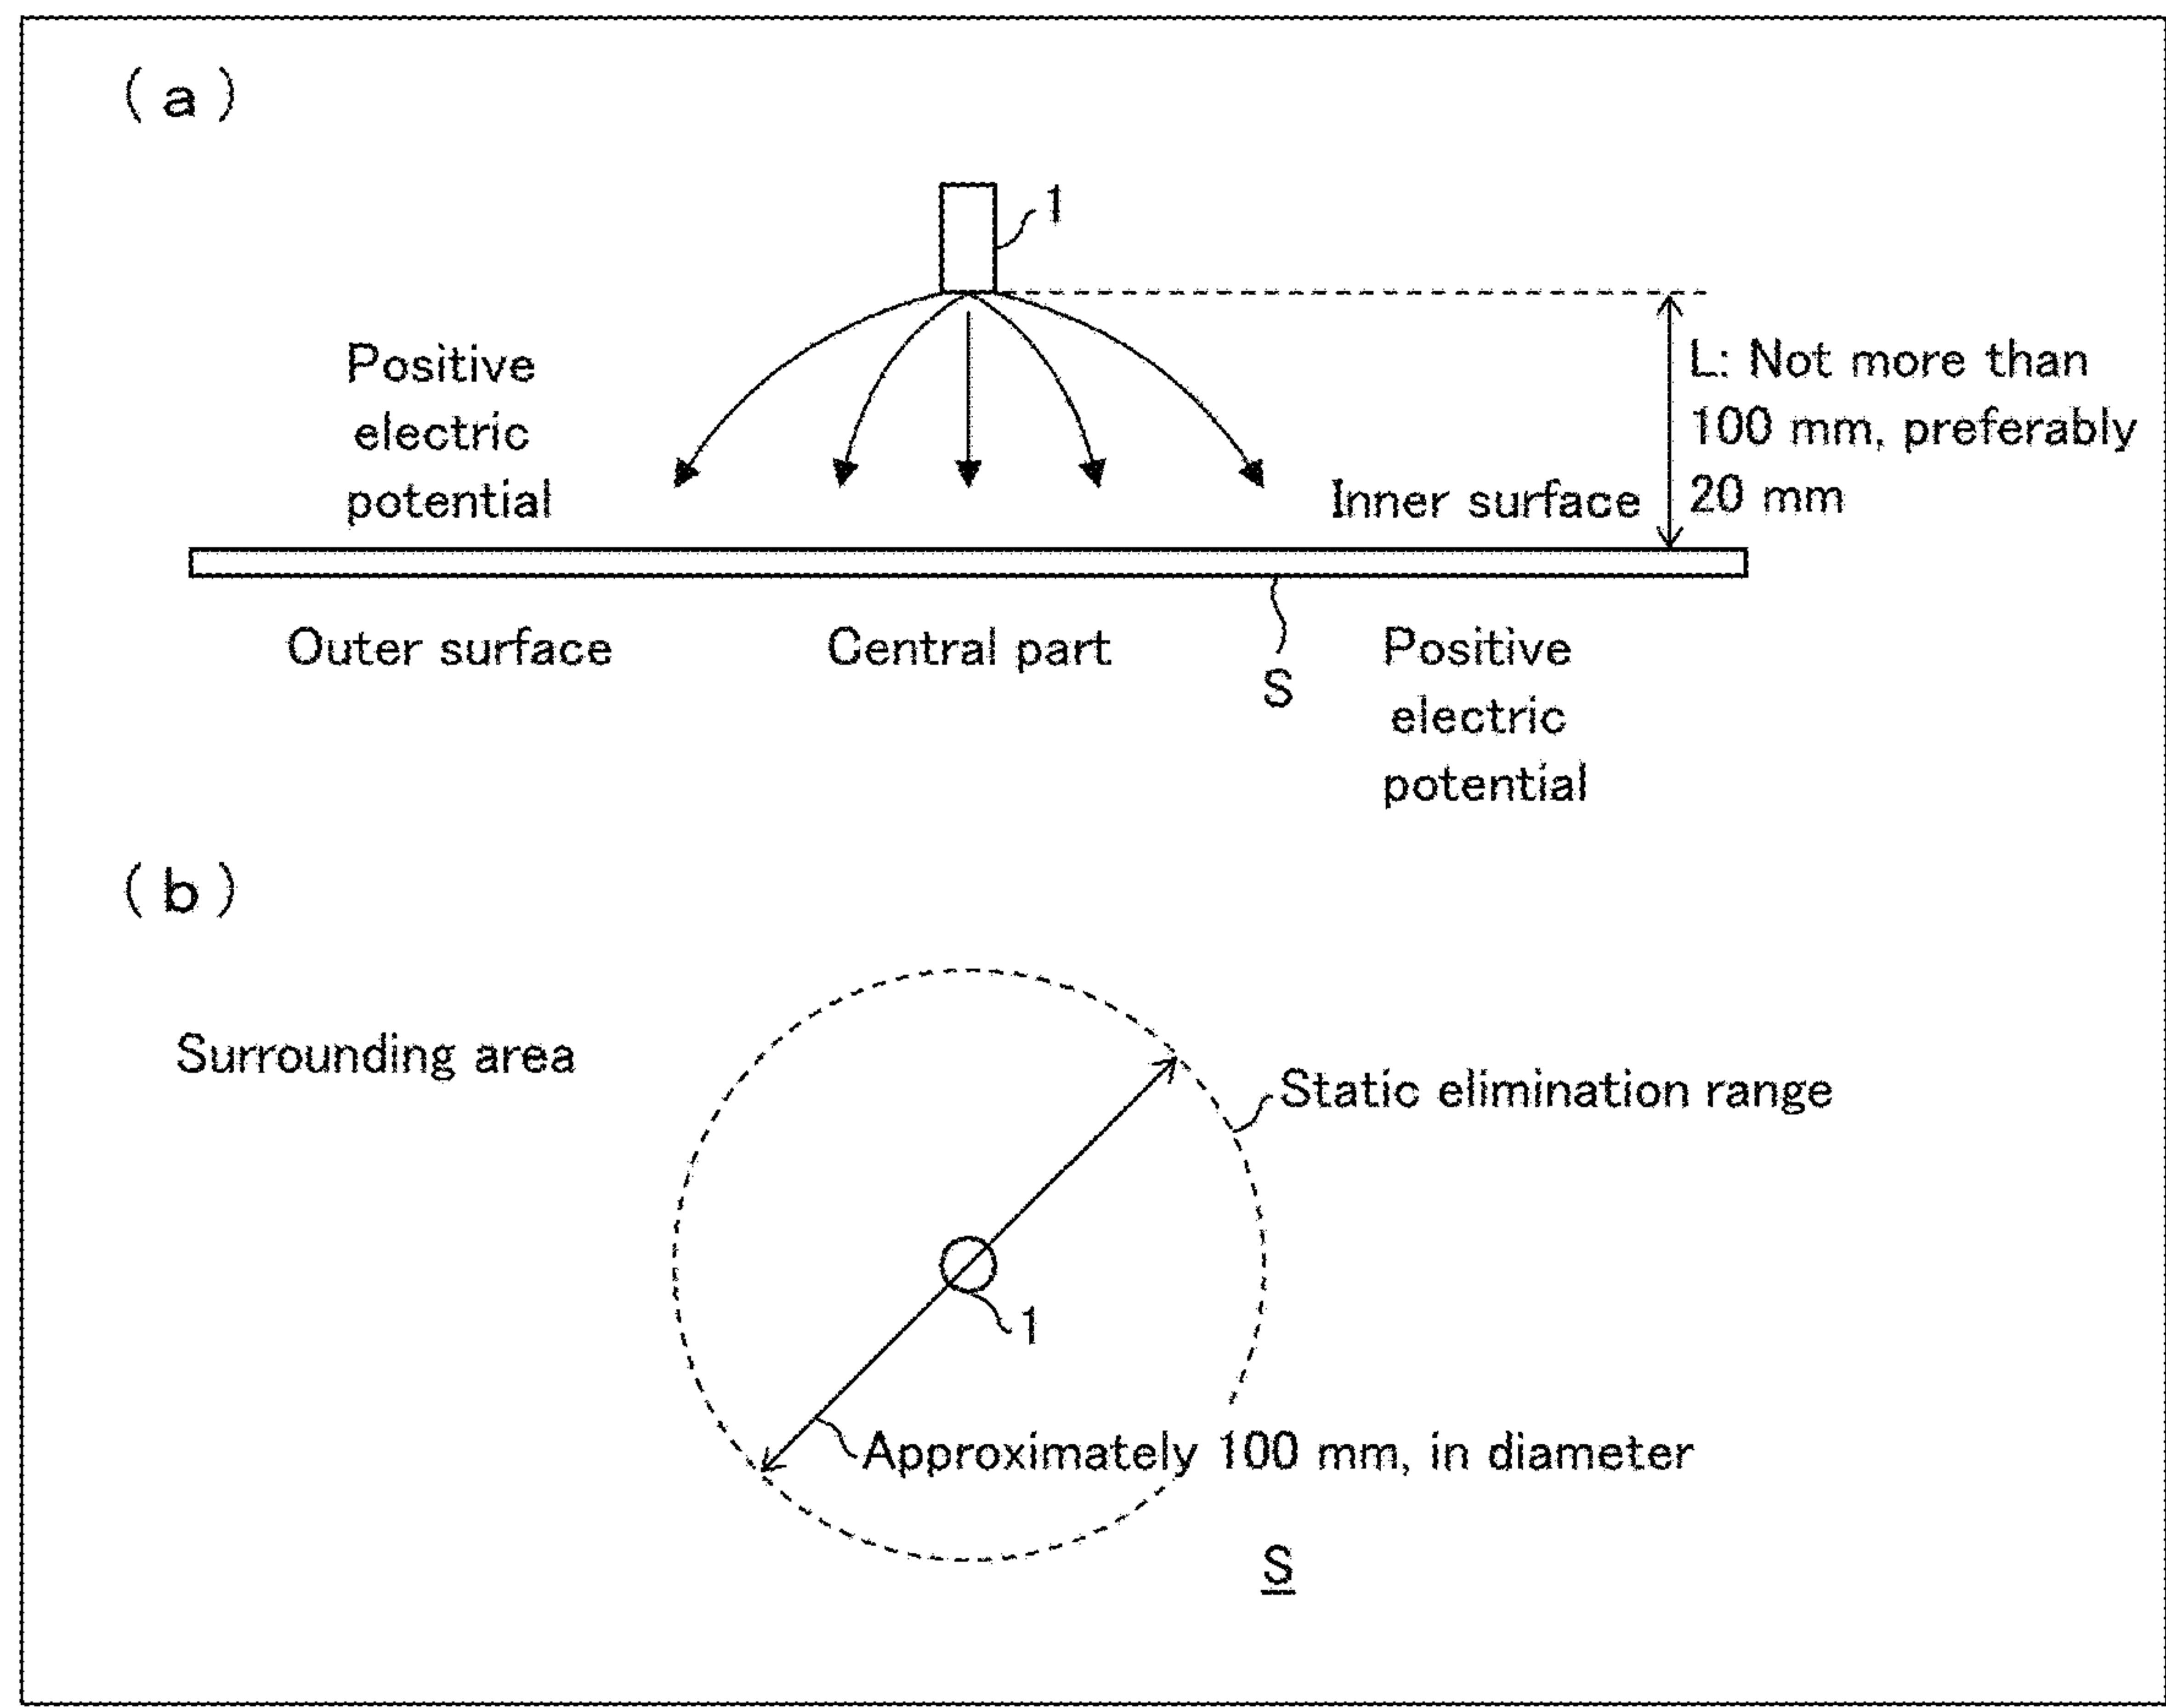 (a)
1
Positive
electric
potential
L: Not more than
100 mm, preferably
20 mm
Inner surface
Outer surface
Central part
S
Positive
electric
potential
(b)
Surrounding area
Static elimination range
1
Approximately 100 mm, in diameter
S